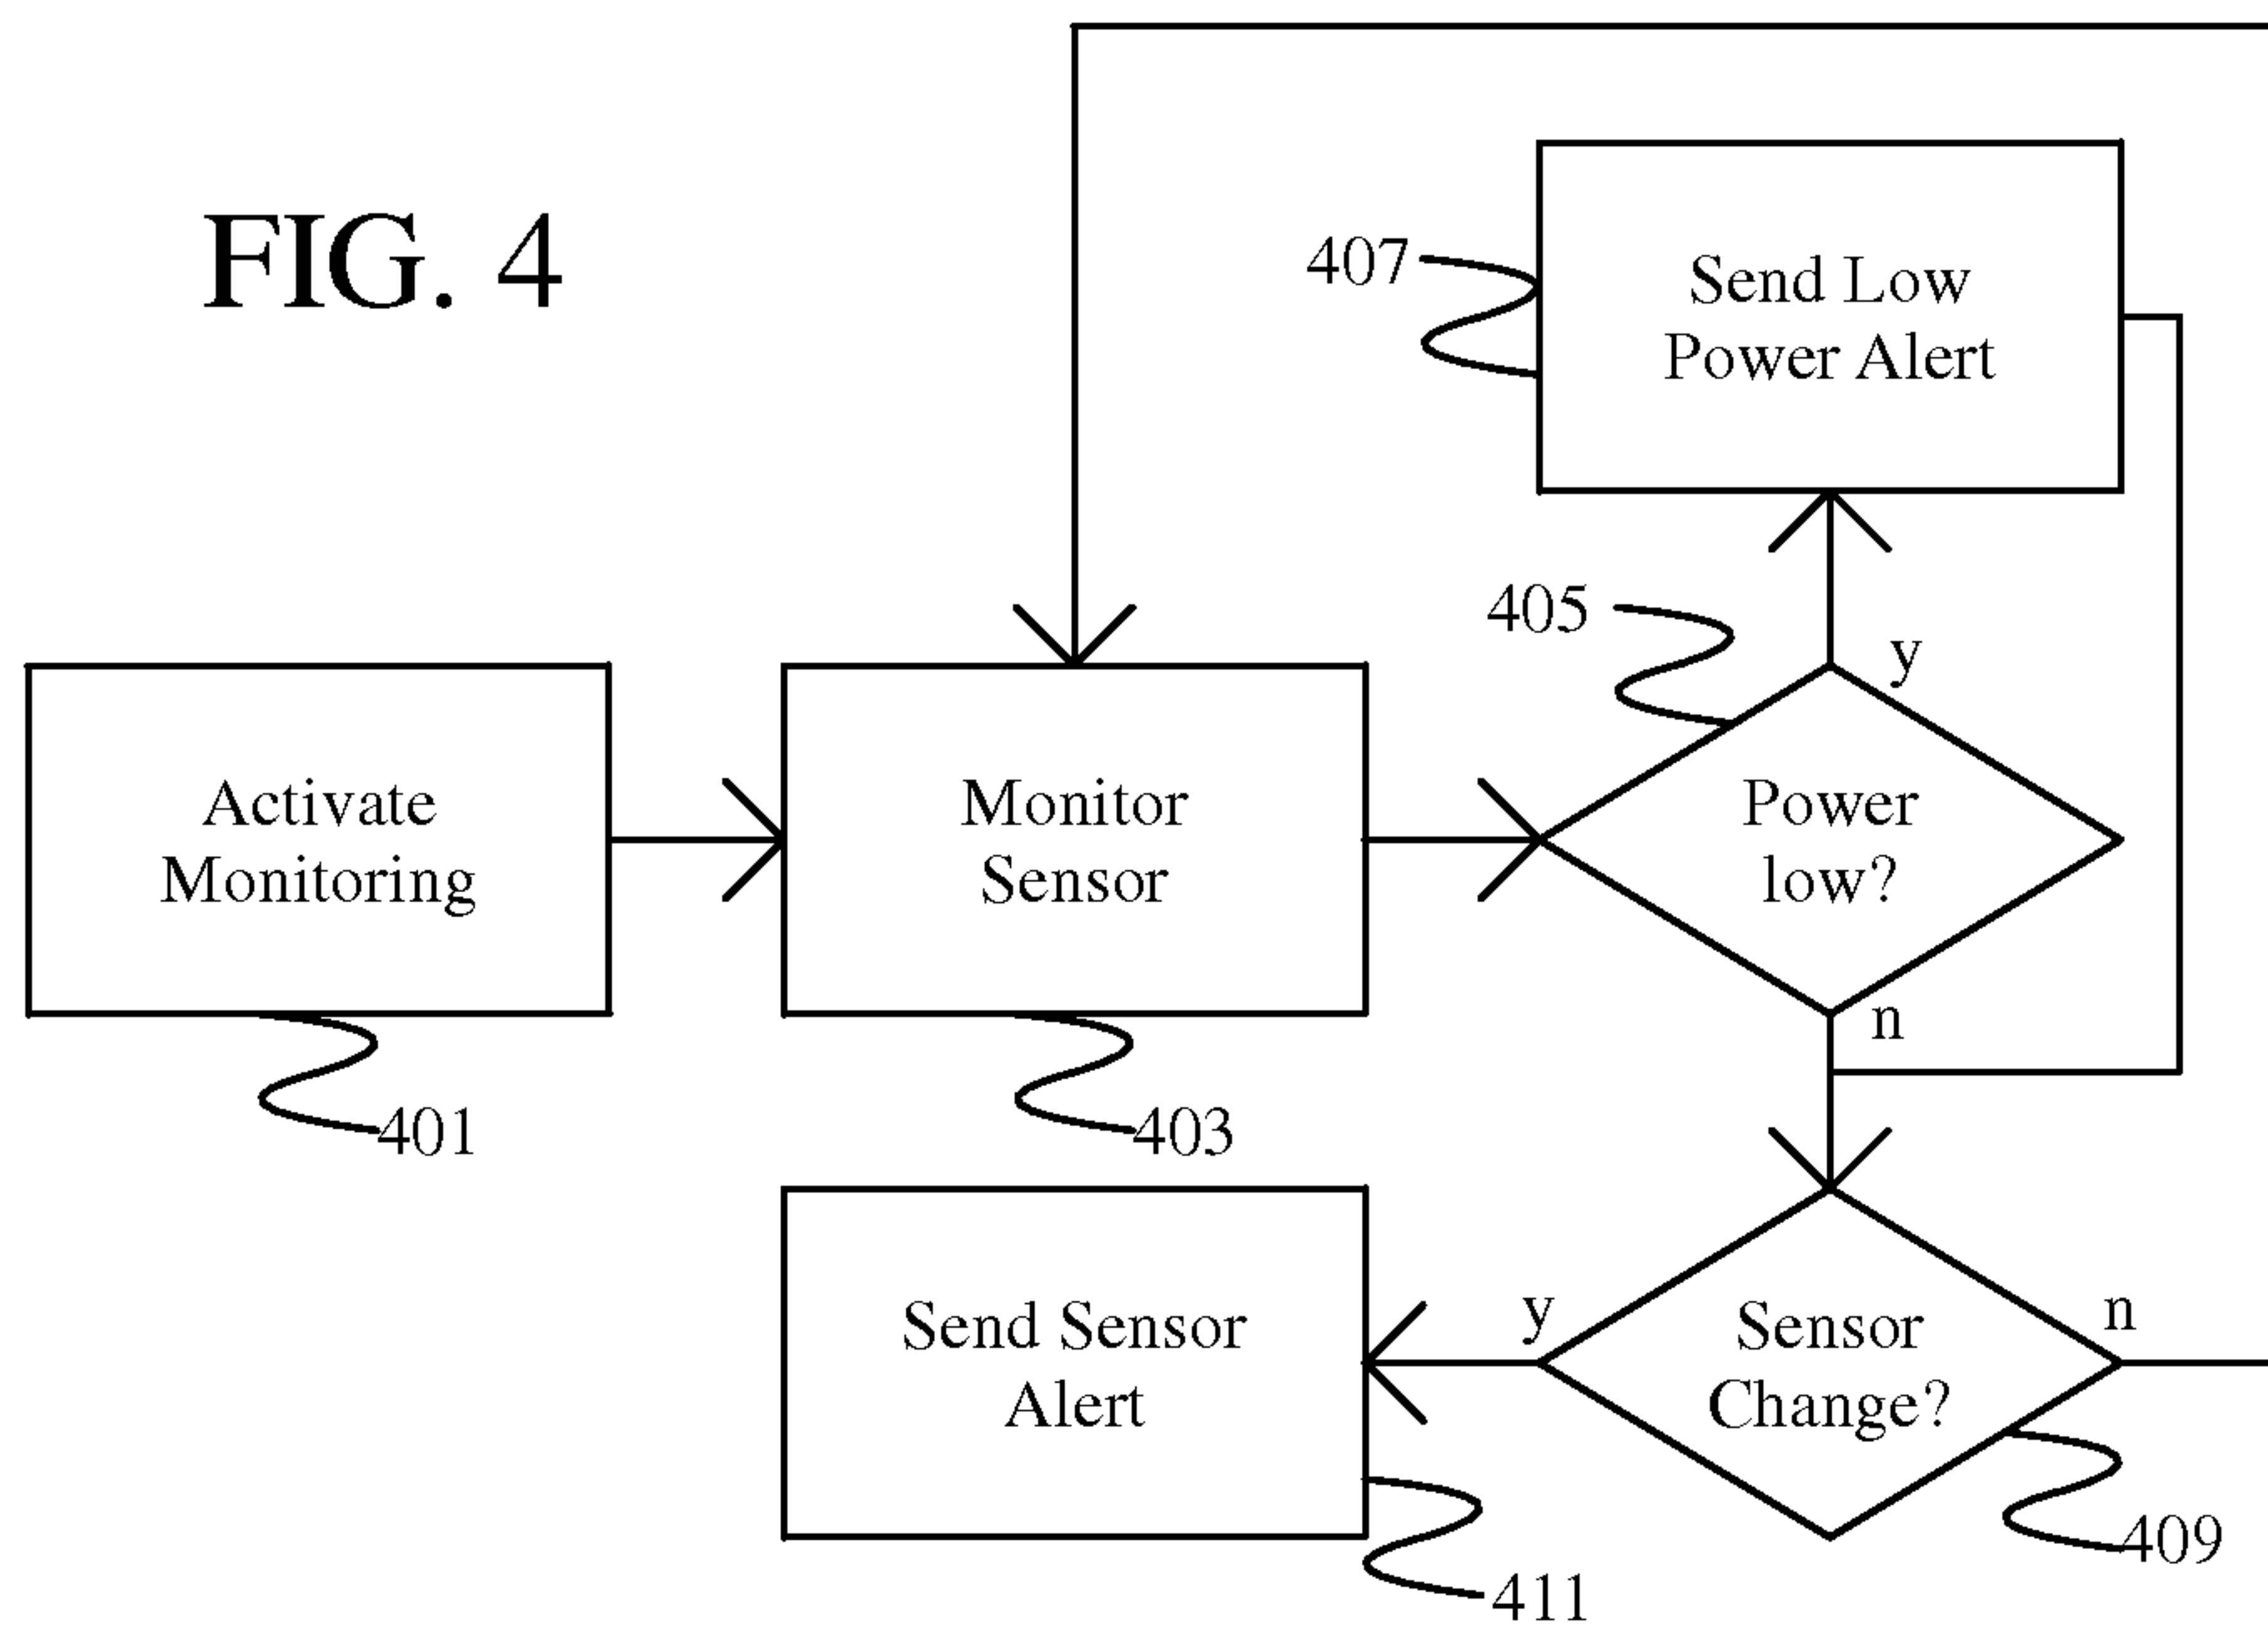 FIG. 4
407
Send Low
Power Alert
405
y
Activate
Monitoring
Monitor
Sensor
Power
low?
n
401
403
Send Sensor
Alert
y
Sensor
Change?
n
409
411